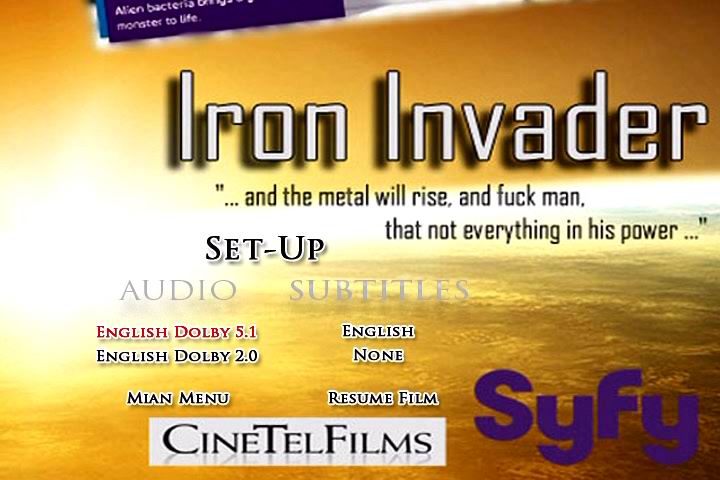 Alien bacteria brings
monster to life.
Iron Invader
"... and the metal will rise, and fuck man,
that not everything in his power ..."
Set-Up
AUDIO SUBTITLES
English Dolby 5.1 English
English Dolby 2.0 None
Mian Menu Resume Film
CineTelFilms
Syfy